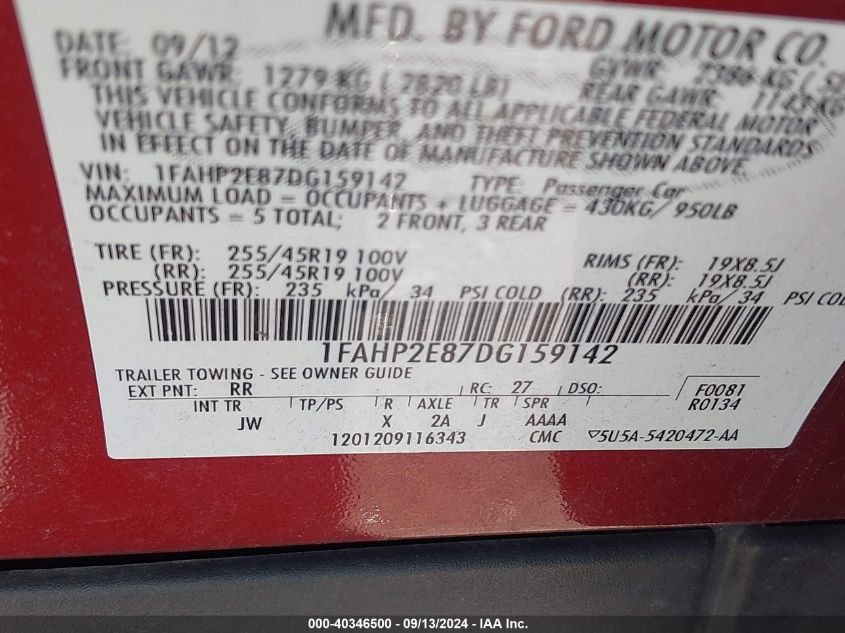 MFD. BY FORD MOTOR CO.
DATE: 09/12 GVWR: 2386 KG (
FRONT GAWR: 1279 KG ( 2820 LB) REAR GAWR: 1143 KG
THIS VEHICLE CONFORMS TO ALL APPLICABLE FEDERAL MOTOR
VEHICLE SAFETY, BUMPER, AND THEFT PREVENTION STANDARDS
IN EFFECT ON THE DATE OF MANUFACTURE SHOWN ABOVE.
VIN: 1FAHP2E87DG159142 TYPE: Passenger Car
MAXIMUM LOAD = OCCUPANTS + LUGGAGE = 430KG/ 950LB
OCCUPANTS = 5 TOTAL; 2 FRONT, 3 REAR
TIRE (FR): 255/45R19 100V RIMS (FR): 19X8.5J
(RR): 255/45R19 100V (RR): 19X8.5J
PRESSURE (FR): 235 kPa/ 34 PSI COLD (RR): 235 kPa/ 34 PSI COL
1FAHP2E87DG159142
TRAILER TOWING - SEE OWNER GUIDE
EXT PNT: RR RC: 27 DSO: F0081
INT TR TP/PS R AXLE TR SPR R0134
JW X 2A J AAAA
1201209116343 CMC ▽5U5A-5420472-AA
000-40346500 - 09/13/2024 - IAA Inc.